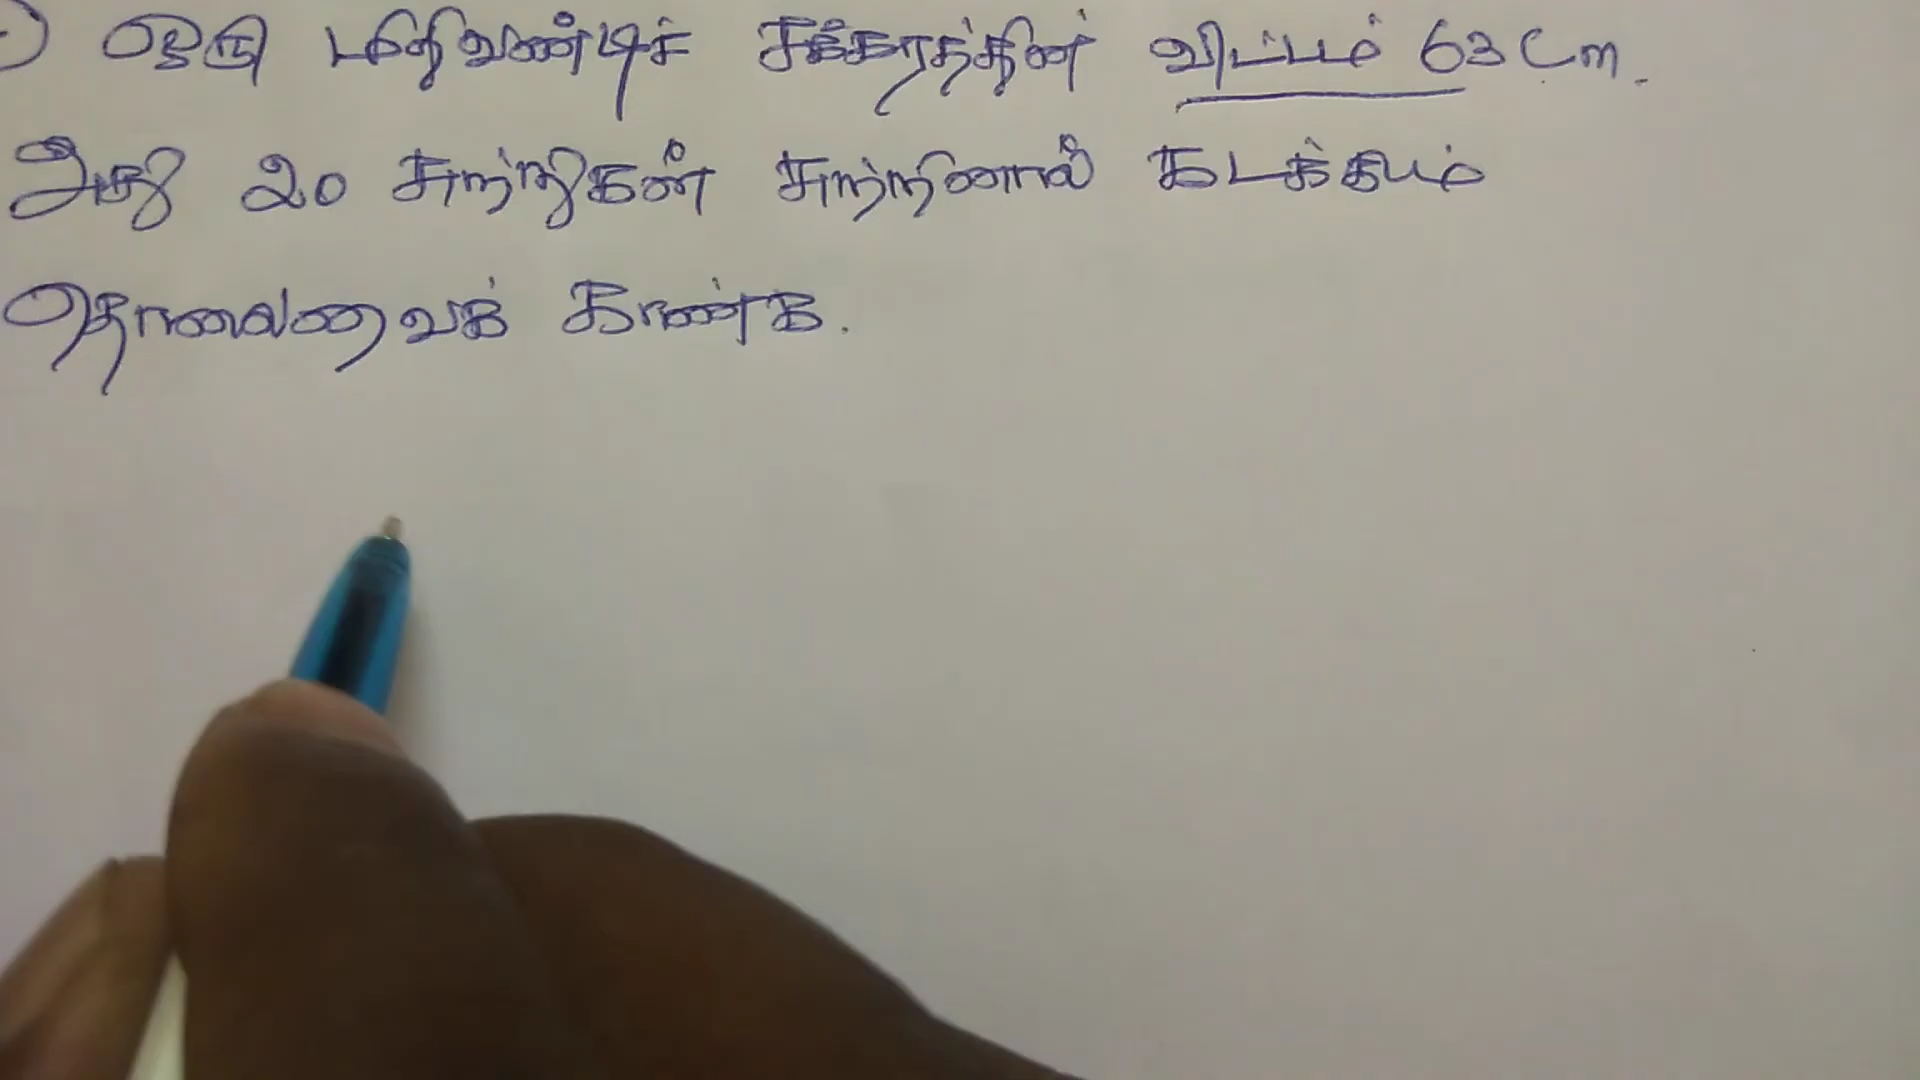 ) ஒரு மிதிவண்டிச் சக்கரத்தின் விட்டம் 63 Cm.
அது 20 சுற்றுகள் சுற்றினால் கடக்கும்
தொலைவைக் காண்க.